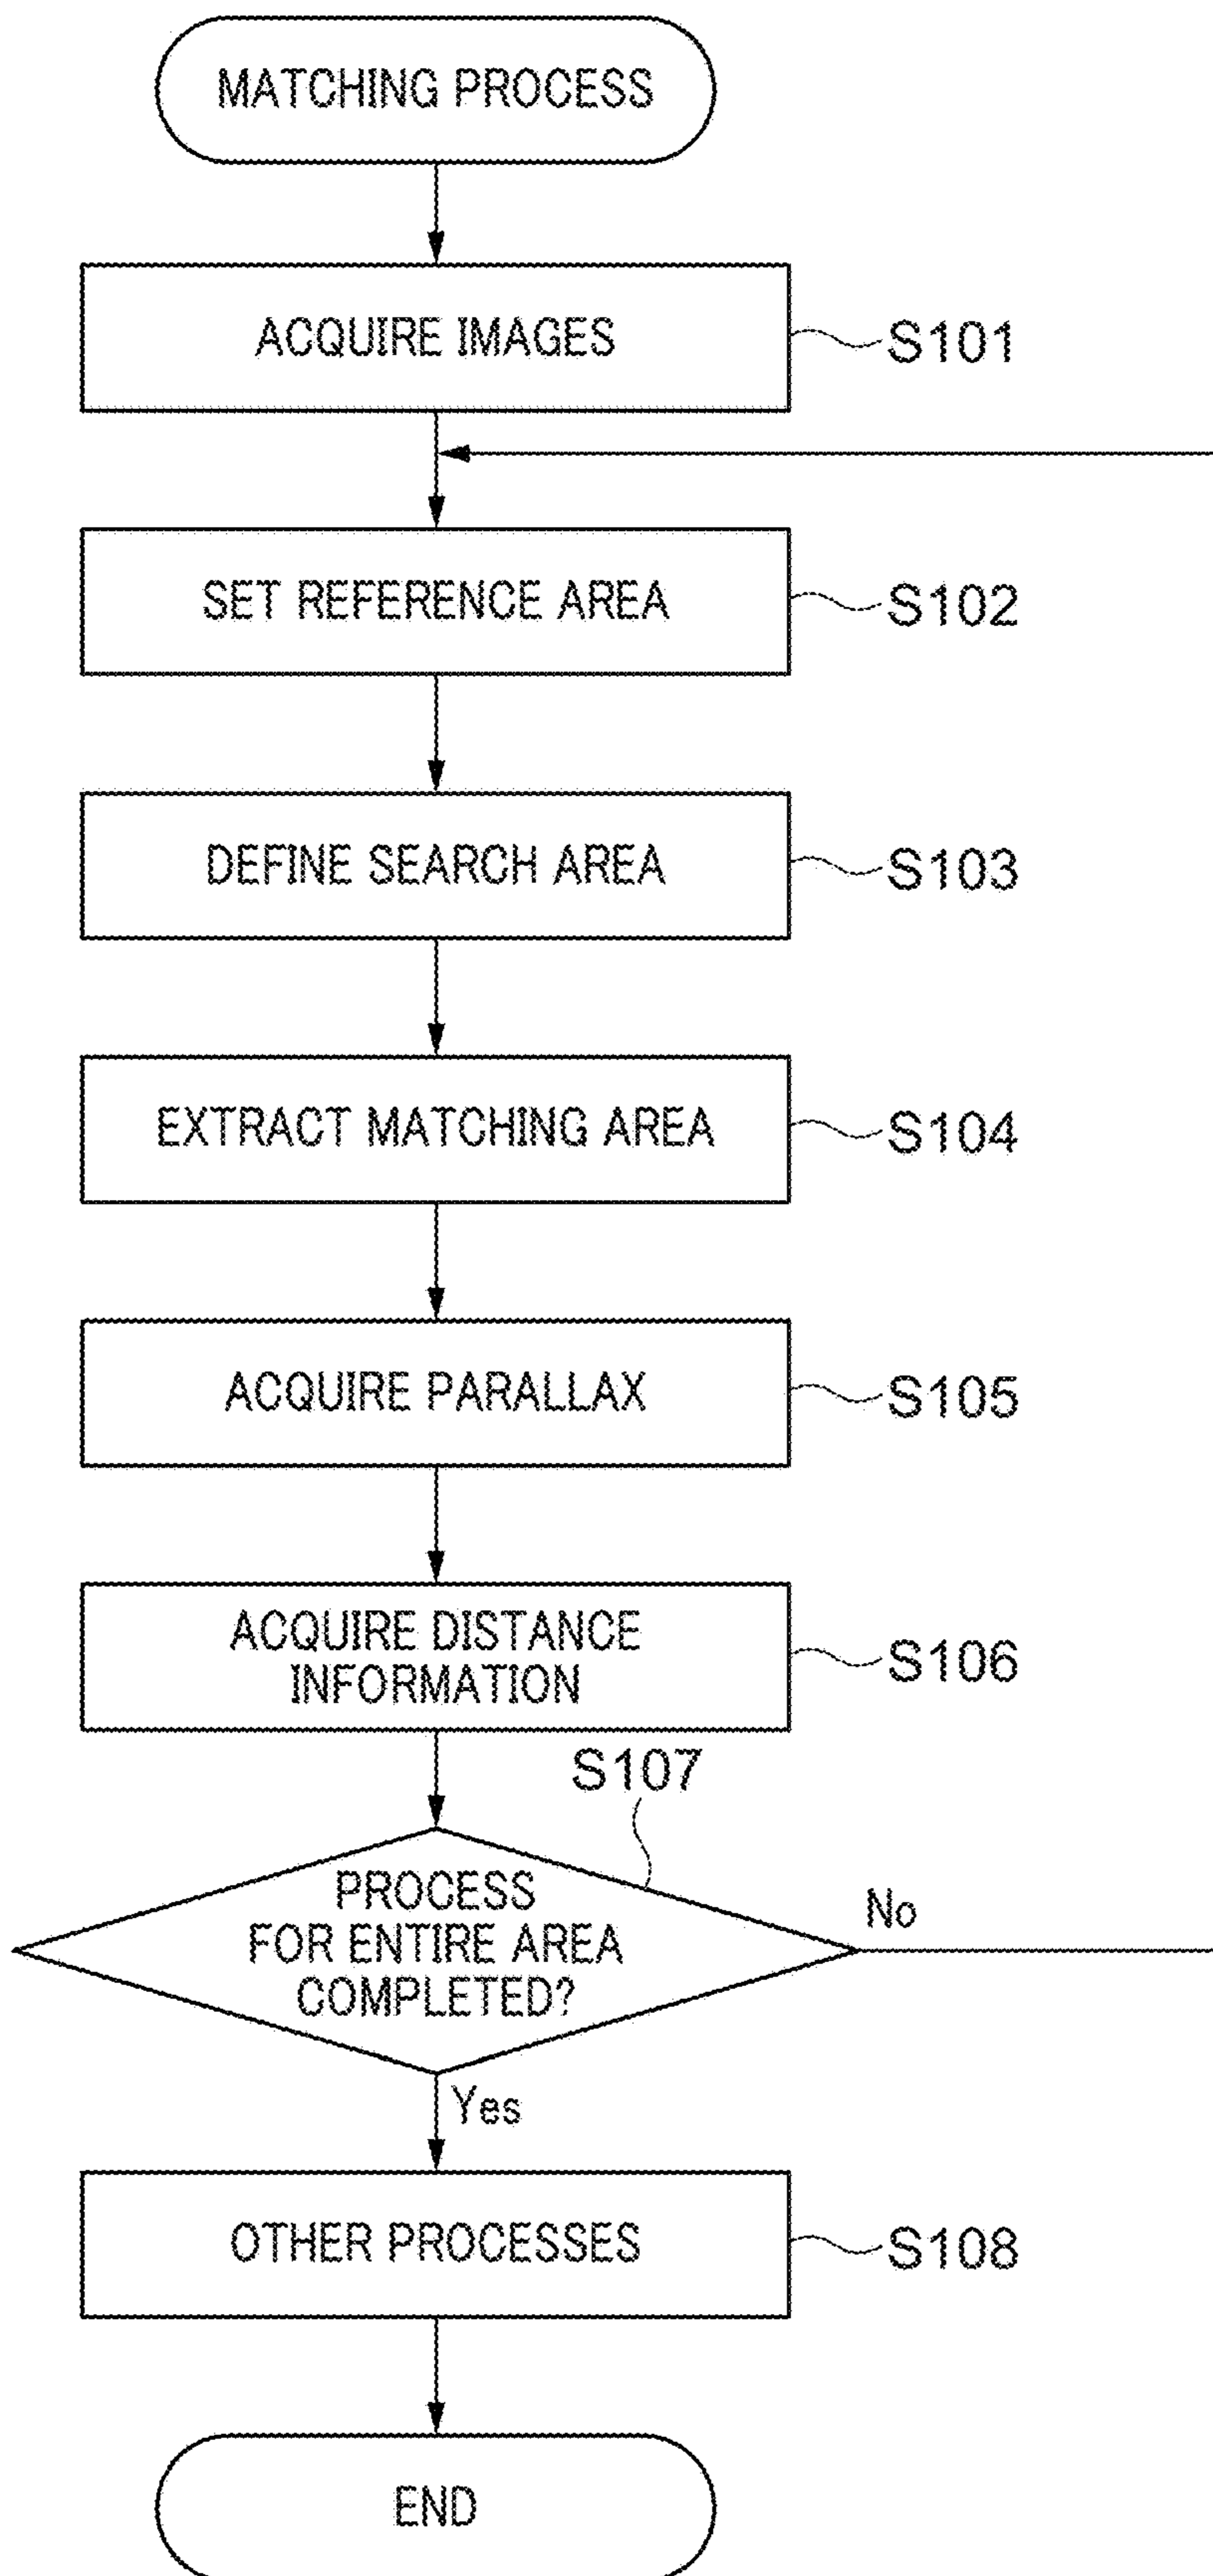 MATCHING PROCESS
ACQUIRE IMAGES
S101
SET REFERENCE AREA
S102
DEFINE SEARCH AREA
S103
EXTRACT MATCHING AREA
S104
ACQUIRE PARALLAX
S105
ACQUIRE DISTANCE
INFORMATION
S106
S107
PROCESS
FOR ENTIRE AREA
COMPLETED?
No
Yes
OTHER PROCESSES
S108
END